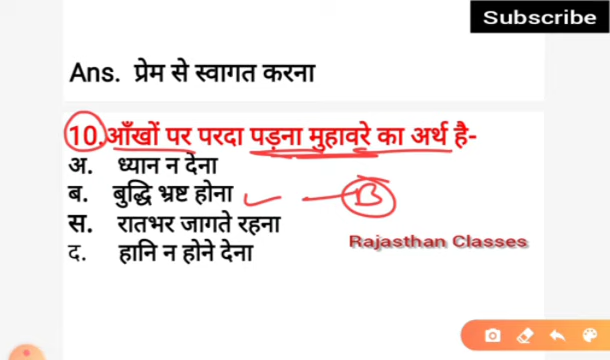 Subscribe
Ans. प्रेम से स्वागत करना
10. आँखों पर परदा पड़ना मुहावरे का अर्थ है-
अ. ध्यान न देना
ब. बुद्धि भ्रष्ट होना
B
स. रातभर जागते रहना
Rajasthan Classes
द. हानि न होने देना